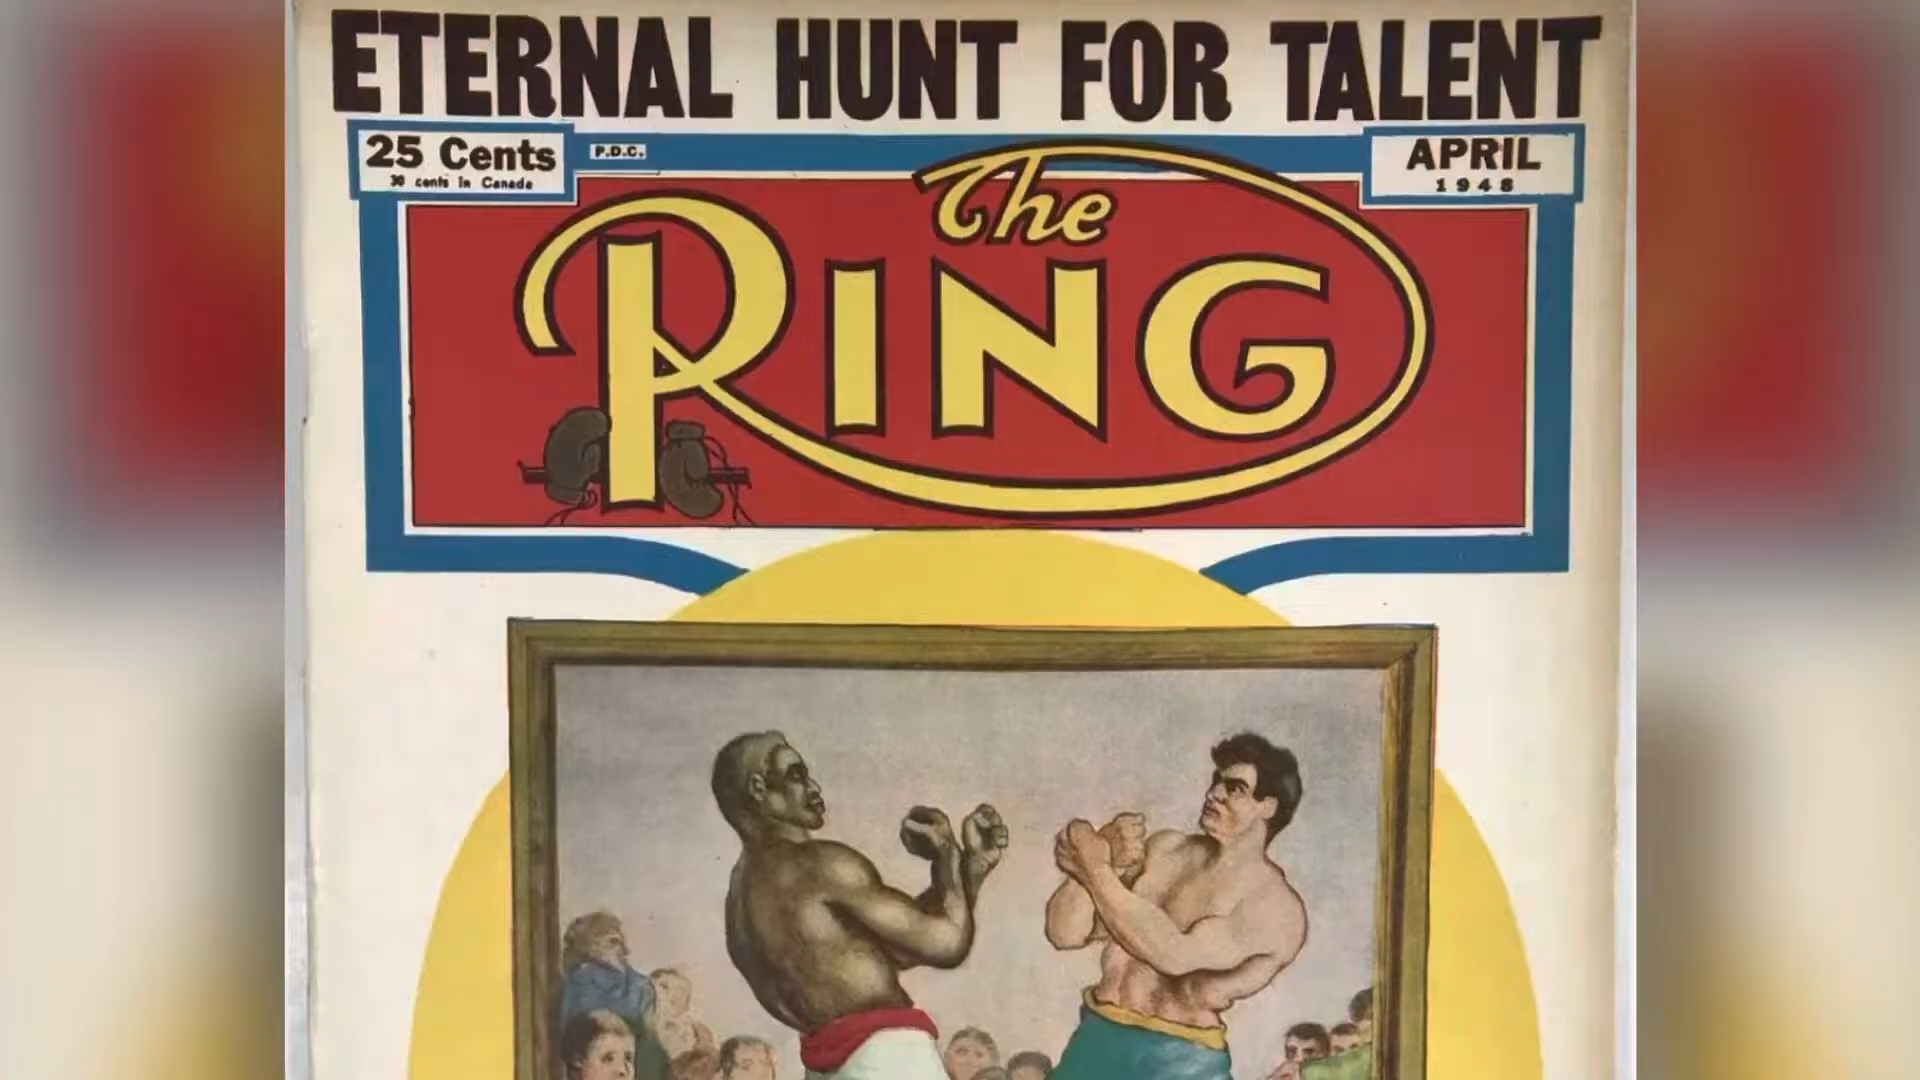 ETERNAL HUNT FOR TALENT
25 Cents
30 cents in Canada
P.D.C.
APRIL
1948
The
RING